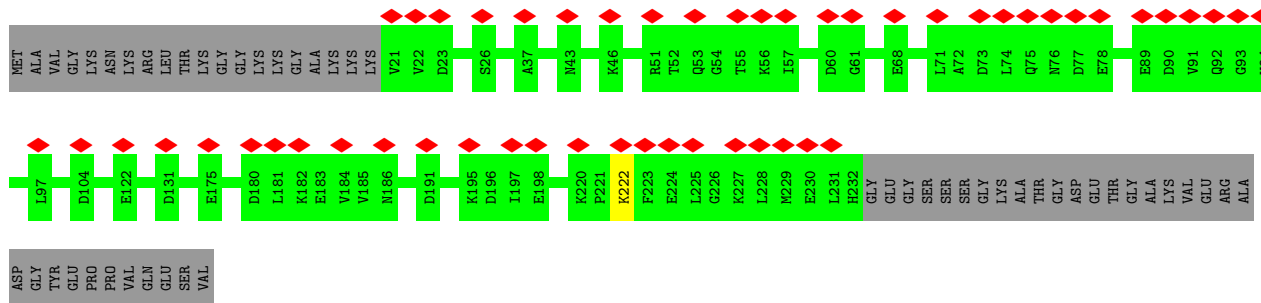 MET ALA VAL GLY LYS ASN LYS ARG LEU THR LYS GLY GLY LYS LYS GLY ALA LYS LYS LYS V21 V22 D23 S26 A37 N43 K46 R51 T52 Q53 G54 T55 K56 I57 D60 G61 E68 L71 A72 D73 L74 Q75 N76 D77 E78 E89 D90 V91 Q92 G93
L97 D104 E122 D131 E175 D180 L181 K182 E183 V184 V185 N186 D191 K195 D196 I197 E198 K220 P221 K222 F223 E224 L225 G226 K227 L228 M229 E230 L231 H232 GLY GLU GLY SER SER SER GLY LYS ALA THR GLY ASP GLU THR GLY ALA LYS VAL GLU ARG ALA
ASP GLY TYR GLU PRO PRO VAL GLN GLU SER VAL